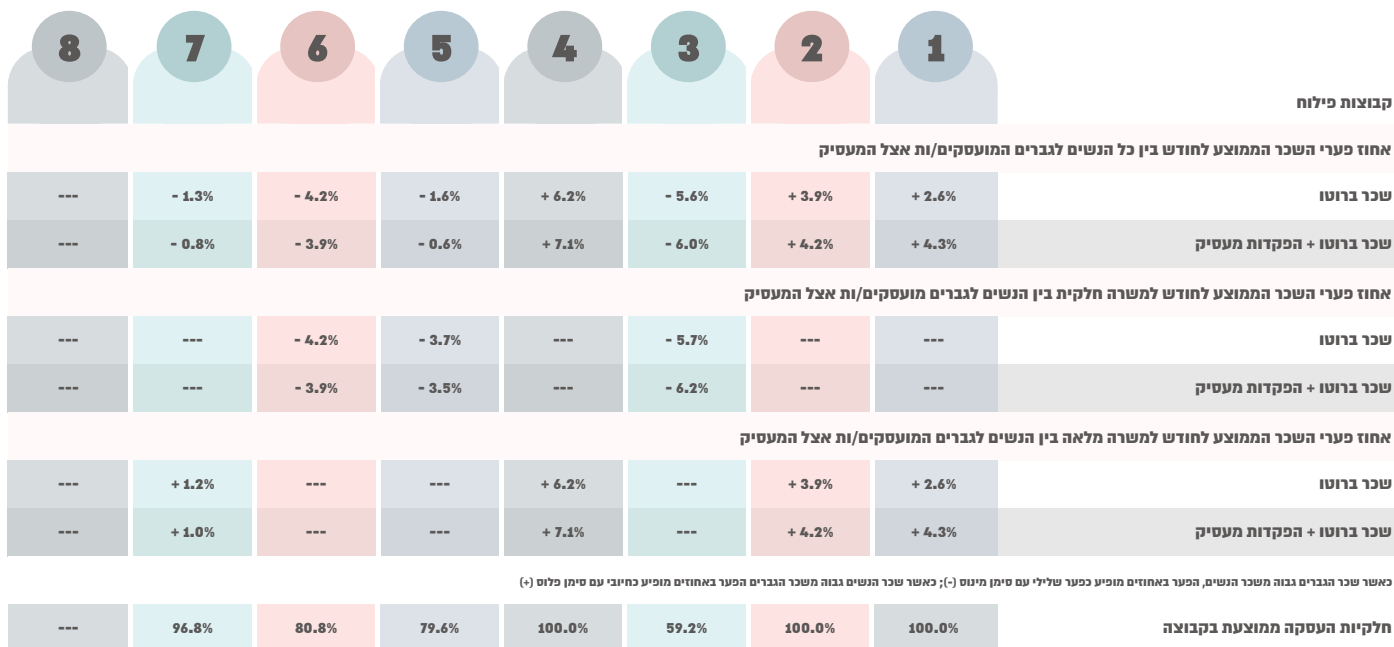 1 2 3 4 5 6 7 8
קבוצות פילוח
אחוז פערי השכר הממוצע לחודש בין כל הנשים לגברים המועסקים/ות אצל המעסיק
שכר ברוטו + 2.6% + 3.9% - 5.6% + 6.2% - 1.6% - 4.2% - 1.3% ---
שכר ברוטו + הפקדות מעסיק + 4.3% + 4.2% - 6.0% + 7.1% - 0.6% - 3.9% - 0.8% ---
אחוז פערי השכר הממוצע לחודש למשרה חלקית בין הנשים לגברים מועסקים/ות אצל המעסיק
שכר ברוטו --- --- - 5.7% --- - 3.7% - 4.2% --- ---
שכר ברוטו + הפקדות מעסיק --- --- - 6.2% --- - 3.5% - 3.9% --- ---
אחוז פערי השכר הממוצע לחודש למשרה מלאה בין הנשים לגברים המועסקים/ות אצל המעסיק
שכר ברוטו + 2.6% + 3.9% --- + 6.2% --- --- + 1.2% ---
שכר ברוטו + הפקדות מעסיק + 4.3% + 4.2% --- + 7.1% --- --- + 1.0% ---
כאשר שכר הגברים גבוה משכר הנשים, הפער באחוזים מופיע כפער שלילי עם סימן מינוס (-); כאשר שכר הנשים גבוה משכר הגברים הפער באחוזים מופיע כחיובי עם סימן פלוס (+)
חלקיות העסקה ממוצעת בקבוצה 100.0% 100.0% 59.2% 100.0% 79.6% 80.8% 96.8% ---